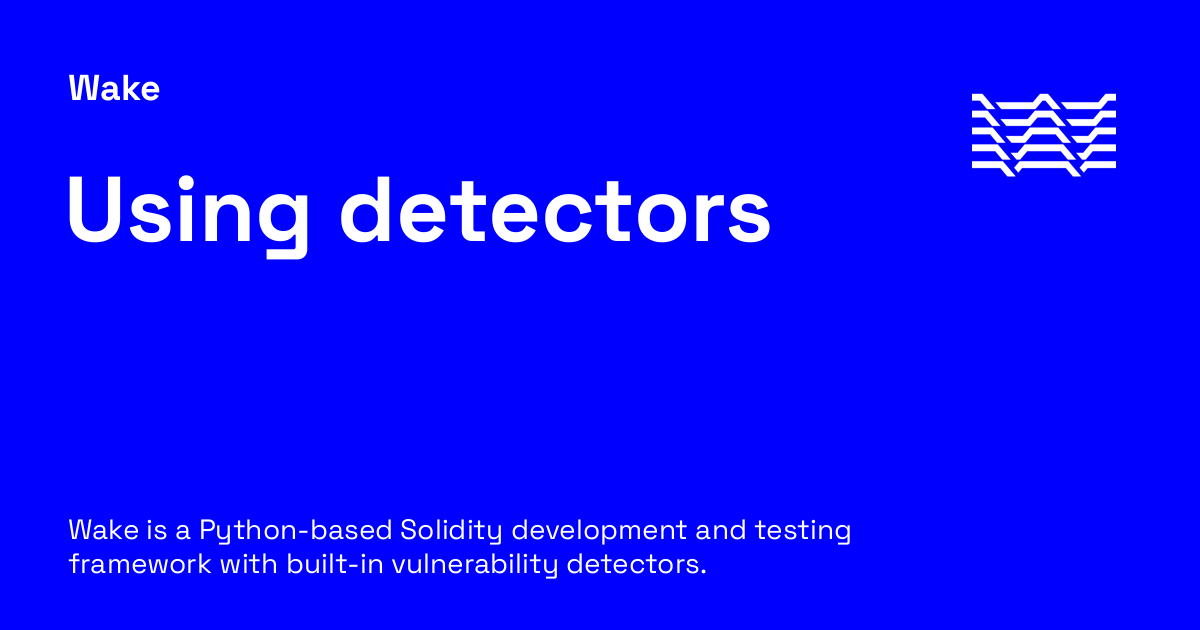 Wake
Using detectors
Wake is a Python-based Solidity development and testing
framework with built-in vulnerability detectors.